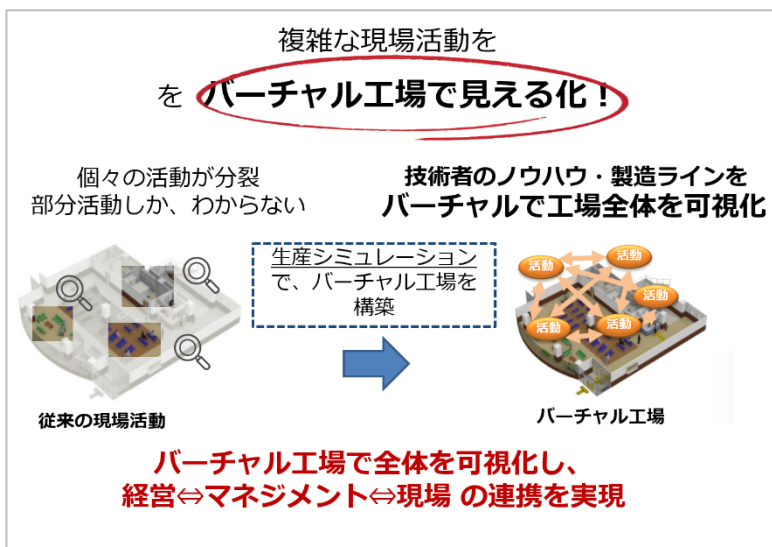 複雑な現場活動を
を バーチャル工場で見える化！
個々の活動が分裂
部分活動しか、わからない
技術者のノウハウ・製造ラインを
バーチャルで工場全体を可視化
生産シミュレーション
で、バーチャル工場を
構築
活動
活動
活動
活動
活動
従来の現場活動
バーチャル工場
バーチャル工場で全体を可視化し、
経営⇔マネジメント⇔現場 の連携を実現